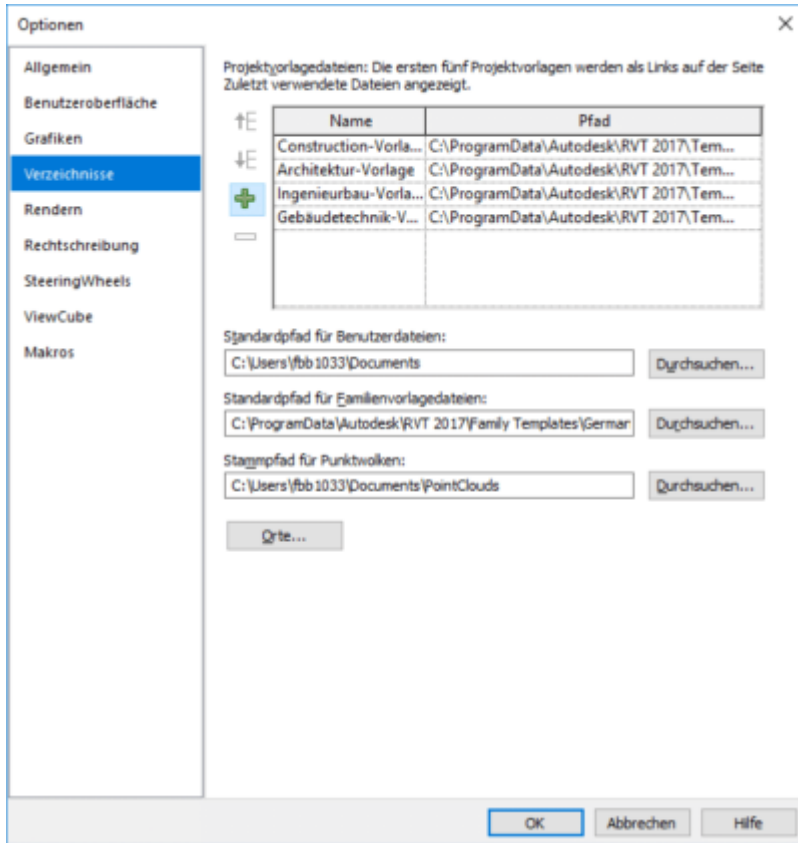 Optionen
Allgemein
Benutzeroberfläche
Grafiken
Verzeichnisse
Rendern
Rechtschreibung
SteeringWheels
ViewCube
Makros
Projektvorlagedateien: Die ersten fünf Projektvorlagen werden als Links auf der Seite
Zuletzt verwendete Dateien angezeigt.
Name Pfad
Construction-Vorla... C:\ProgramData\Autodesk\RVT 2017\Tem...
Architektur-Vorlage C:\ProgramData\Autodesk\RVT 2017\Tem...
Ingenieurbau-Vorla... C:\ProgramData\Autodesk\RVT 2017\Tem...
Gebäudetechnik-V... C:\ProgramData\Autodesk\RVT 2017\Tem...
Standardpfad für Benutzerdateien:
C:\Users\fbb1033\Documents Durchsuchen...
Standardpfad für Familienvorlagedateien:
C:\ProgramData\Autodesk\RVT 2017\Family Templates\German Durchsuchen...
Stammpfad für Punktwolken:
C:\Users\fbb1033\Documents\PointClouds Durchsuchen...
Orte...
OK Abbrechen Hilfe